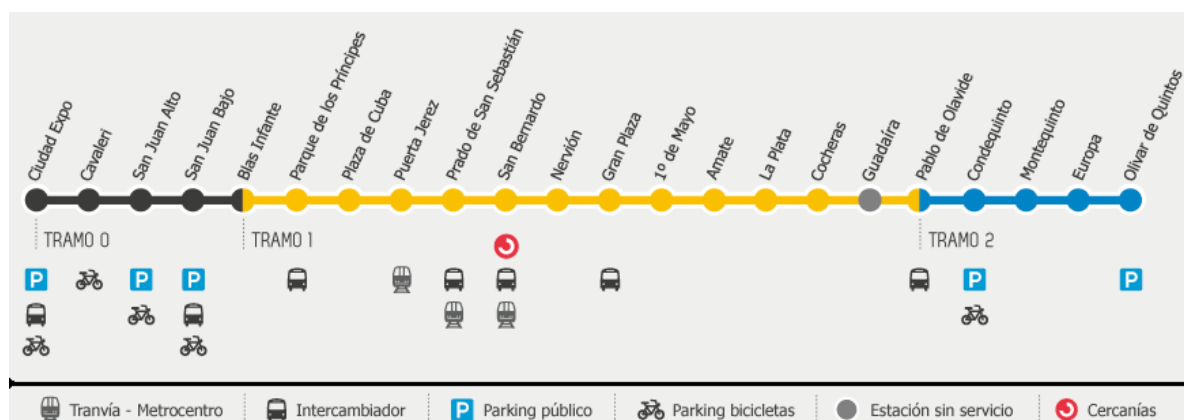 Ciudad Expo
Cavaleri
San Juan Alto
San Juan Bajo
Blas Infante
Parque de los Príncipes
Plaza de Cuba
Puerta Jerez
Prado de San Sebastián
San Bernardo
Nervión
Gran Plaza
1º de Mayo
Amate
La Plata
Cocheras
Guadaíra
Pablo de Olavide
Condequinto
Montequinto
Europa
Olivar de Quintos
TRAMO 0
TRAMO 1
TRAMO 2
P
P
P
P
P
Tranvía - Metrocentro
Intercambiador
P Parking público
Parking bicicletas
Estación sin servicio
Cercanías